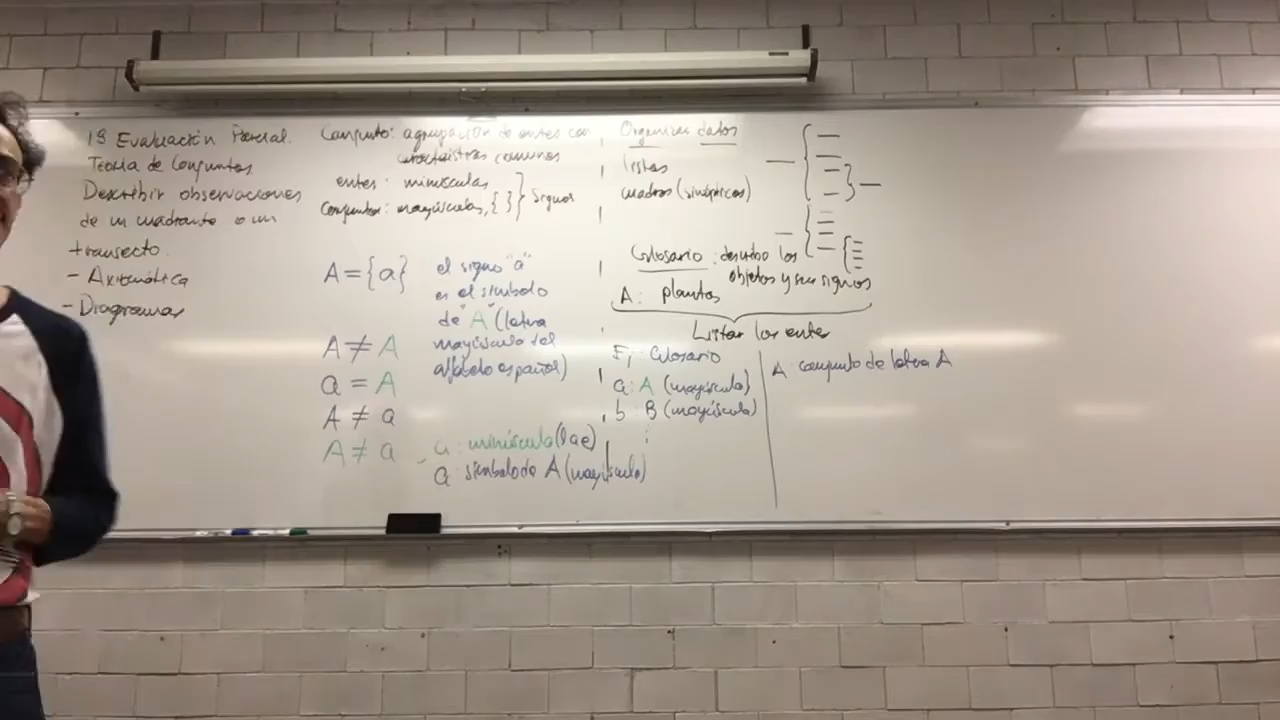 1ª Evaluación Parcial.
Teoría de Conjuntos
Describir observaciones
de un cuadrante o un
transecto.
- Axiomática
- Diagramas
Conjunto: agrupación de entes con
características comunes
entes: minúsculas
Conjuntos: mayúsculas, { } } Signos
A = {a}
el signo "a"
es el símbolo
de "A" (letra
mayúscula del
alfabeto español)
A ≠ A
a = A
A ≠ a
A ≠ a
a: minúscula (lae)
a: símbolo de A (mayúscula)
Organizar datos
listas
cuadros (sinópticos)
Glosario: describo los
objetos y sus signos
A: plantas
Listar los entes
Ej: Glosario
a: A (mayúscula)
b: B (mayúscula)
⋮
A: conjunto de letra A